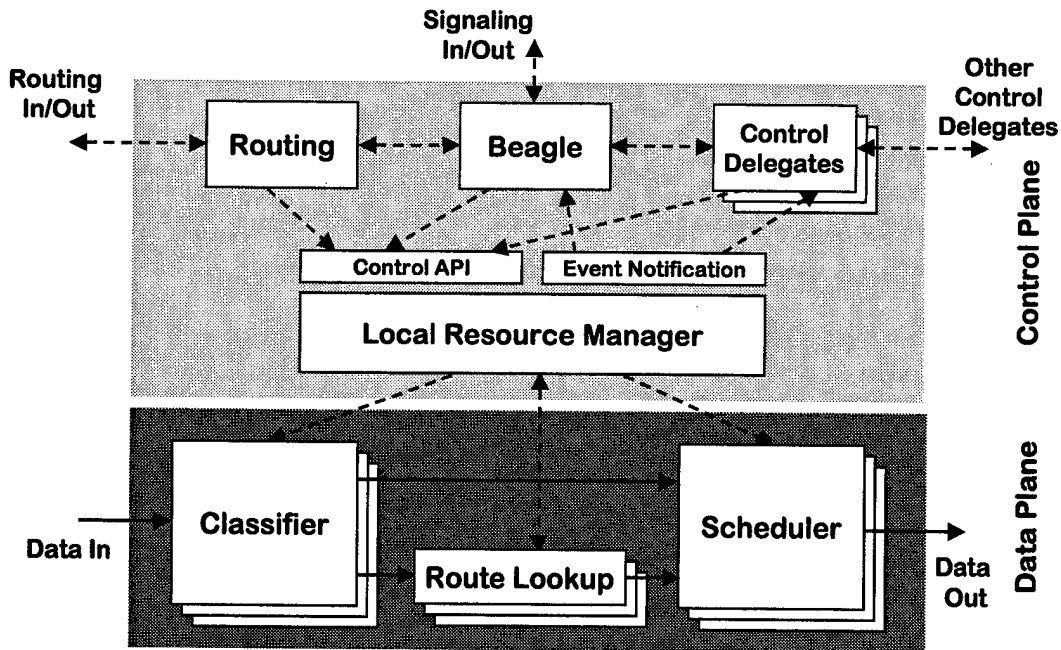 Signaling
In/Out
Routing
In/Out
Other
Control
Delegates
Routing
Beagle
Control
Delegates
Control API
Event Notification
Local Resource Manager
Control Plane
Classifier
Scheduler
Route Lookup
Data In
Data
Out
Data Plane